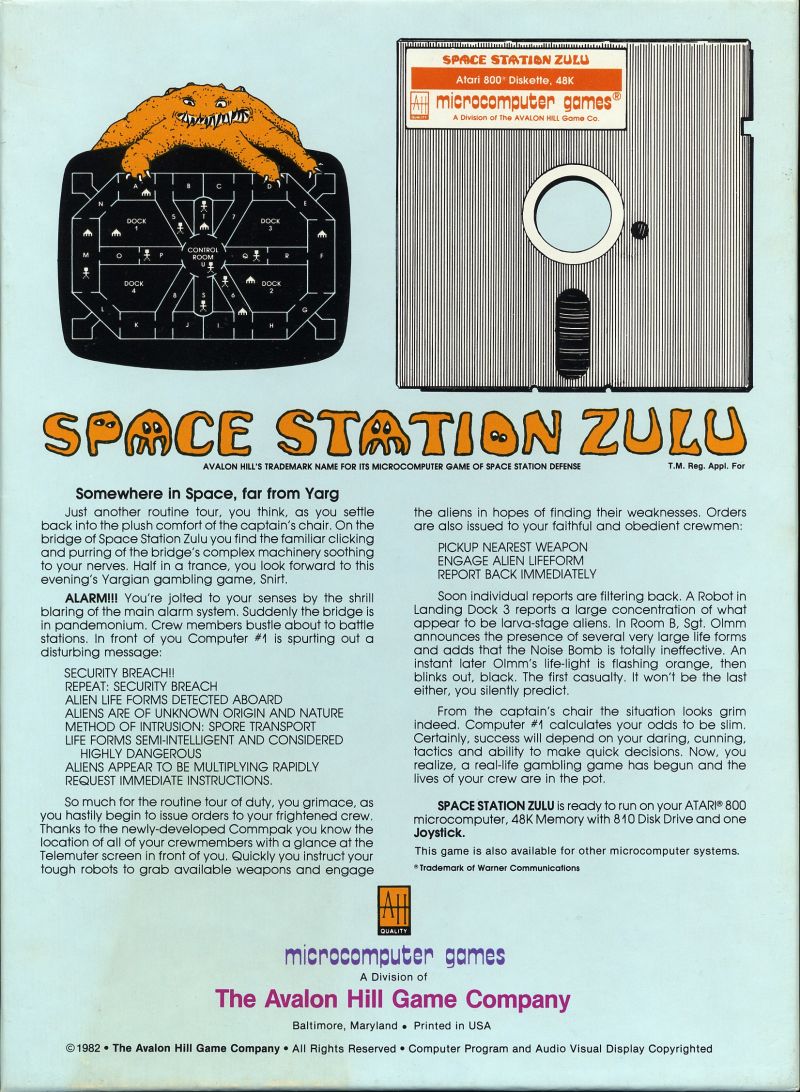 SPACE STATION ZULU
Atari 800® Diskette, 48K
AH QUALITY
microcomputer games®
A Division of The AVALON HILL Game Co.
A B C D
N E
5 T 7
DOCK 1
DOCK 3
M O P
CONTROL ROOM U
Q R F
DOCK 4
8 S 6
DOCK 2
L G
K J I H
SPACE STATION ZULU
AVALON HILL'S TRADEMARK NAME FOR ITS MICROCOMPUTER GAME OF SPACE STATION DEFENSE
T.M. Reg. Appl. For
Somewhere in Space, far from Yarg
Just another routine tour, you think, as you settle
back into the plush comfort of the captain's chair. On the
bridge of Space Station Zulu you find the familiar clicking
and purring of the bridge's complex machinery soothing
to your nerves. Half in a trance, you look forward to this
evening's Yargian gambling game, Snirt.
ALARM!!! You're jolted to your senses by the shrill
blaring of the main alarm system. Suddenly the bridge is
in pandemonium. Crew members bustle about to battle
stations. In front of you Computer #1 is spurting out a
disturbing message:
SECURITY BREACH!!
REPEAT: SECURITY BREACH
ALIEN LIFE FORMS DETECTED ABOARD
ALIENS ARE OF UNKNOWN ORIGIN AND NATURE
METHOD OF INTRUSION: SPORE TRANSPORT
LIFE FORMS SEMI-INTELLIGENT AND CONSIDERED
HIGHLY DANGEROUS
ALIENS APPEAR TO BE MULTIPLYING RAPIDLY
REQUEST IMMEDIATE INSTRUCTIONS.
So much for the routine tour of duty, you grimace, as
you hastily begin to issue orders to your frightened crew.
Thanks to the newly-developed Commpak you know the
location of all of your crewmembers with a glance at the
Telemuter screen in front of you. Quickly you instruct your
tough robots to grab available weapons and engage
the aliens in hopes of finding their weaknesses. Orders
are also issued to your faithful and obedient crewmen:
PICKUP NEAREST WEAPON
ENGAGE ALIEN LIFEFORM
REPORT BACK IMMEDIATELY
Soon individual reports are filtering back. A Robot in
Landing Dock 3 reports a large concentration of what
appear to be larva-stage aliens. In Room B, Sgt. Olmm
announces the presence of several very large life forms
and adds that the Noise Bomb is totally ineffective. An
instant later Olmm's life-light is flashing orange, then
blinks out, black. The first casualty. It won't be the last
either, you silently predict.
From the captain's chair the situation looks grim
indeed. Computer #1 calculates your odds to be slim.
Certainly, success will depend on your daring, cunning,
tactics and ability to make quick decisions. Now, you
realize, a real-life gambling game has begun and the
lives of your crew are in the pot.
SPACE STATION ZULU is ready to run on your ATARI® 800
microcomputer, 48K Memory with 810 Disk Drive and one
Joystick.
This game is also available for other microcomputer systems.
®Trademark of Warner Communications
AH
QUALITY
microcomputer games
A Division of
The Avalon Hill Game Company
Baltimore, Maryland • Printed in USA
©1982 • The Avalon Hill Game Company • All Rights Reserved • Computer Program and Audio Visual Display Copyrighted